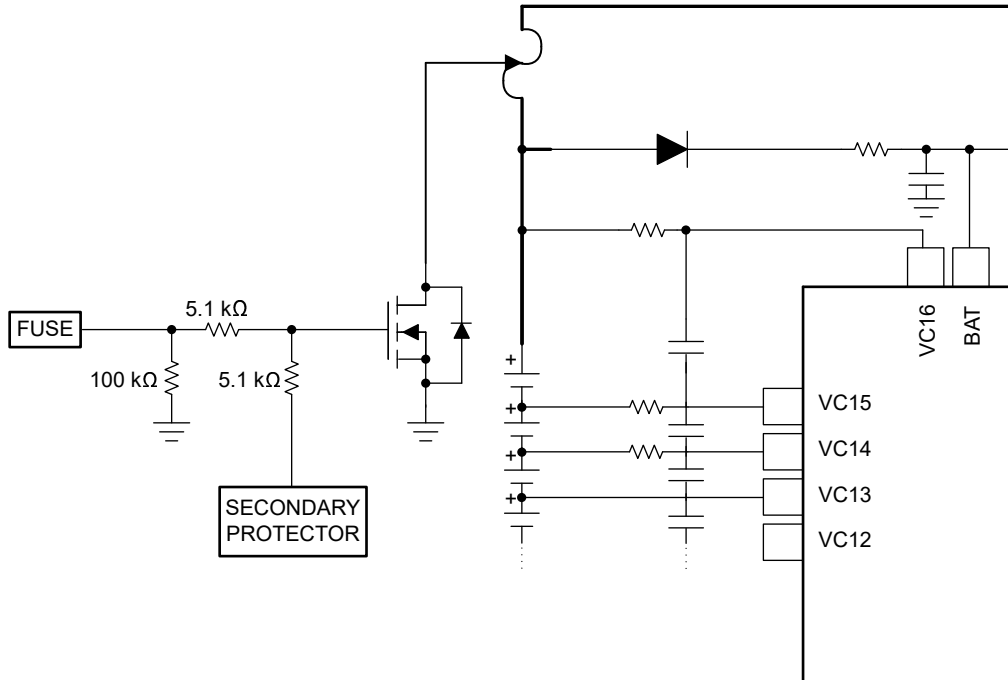 FUSE
5.1 kΩ
100 kΩ
5.1 kΩ
SECONDARY
PROTECTOR
+
+
+
+
VC16
BAT
VC15
VC14
VC13
VC12